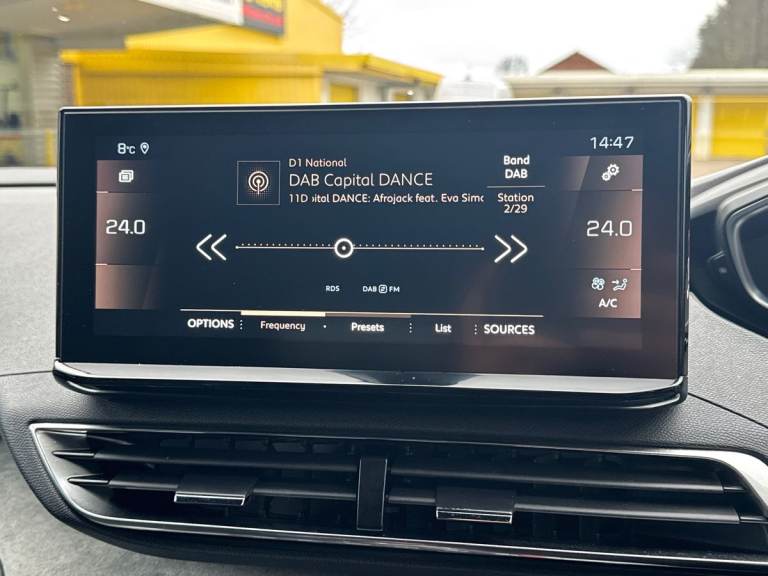 8°C
14:47
D1 National
DAB Capital DANCE
11D ital DANCE: Afrojack feat. Eva Simo
Band
DAB
Station
2/29
24.0
24.0
RDS
DAB FM
A/C
OPTIONS
Frequency
Presets
List
SOURCES